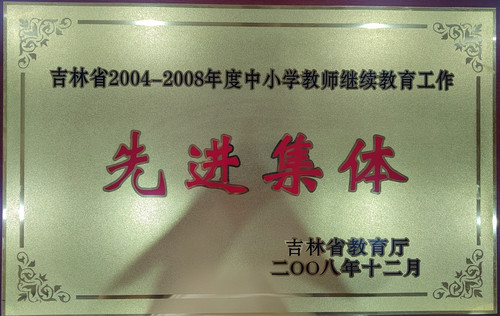 吉林省2004-2008年度中小学教师继续教育工作
先进集体
吉林省教育厅
二〇〇八年十二月